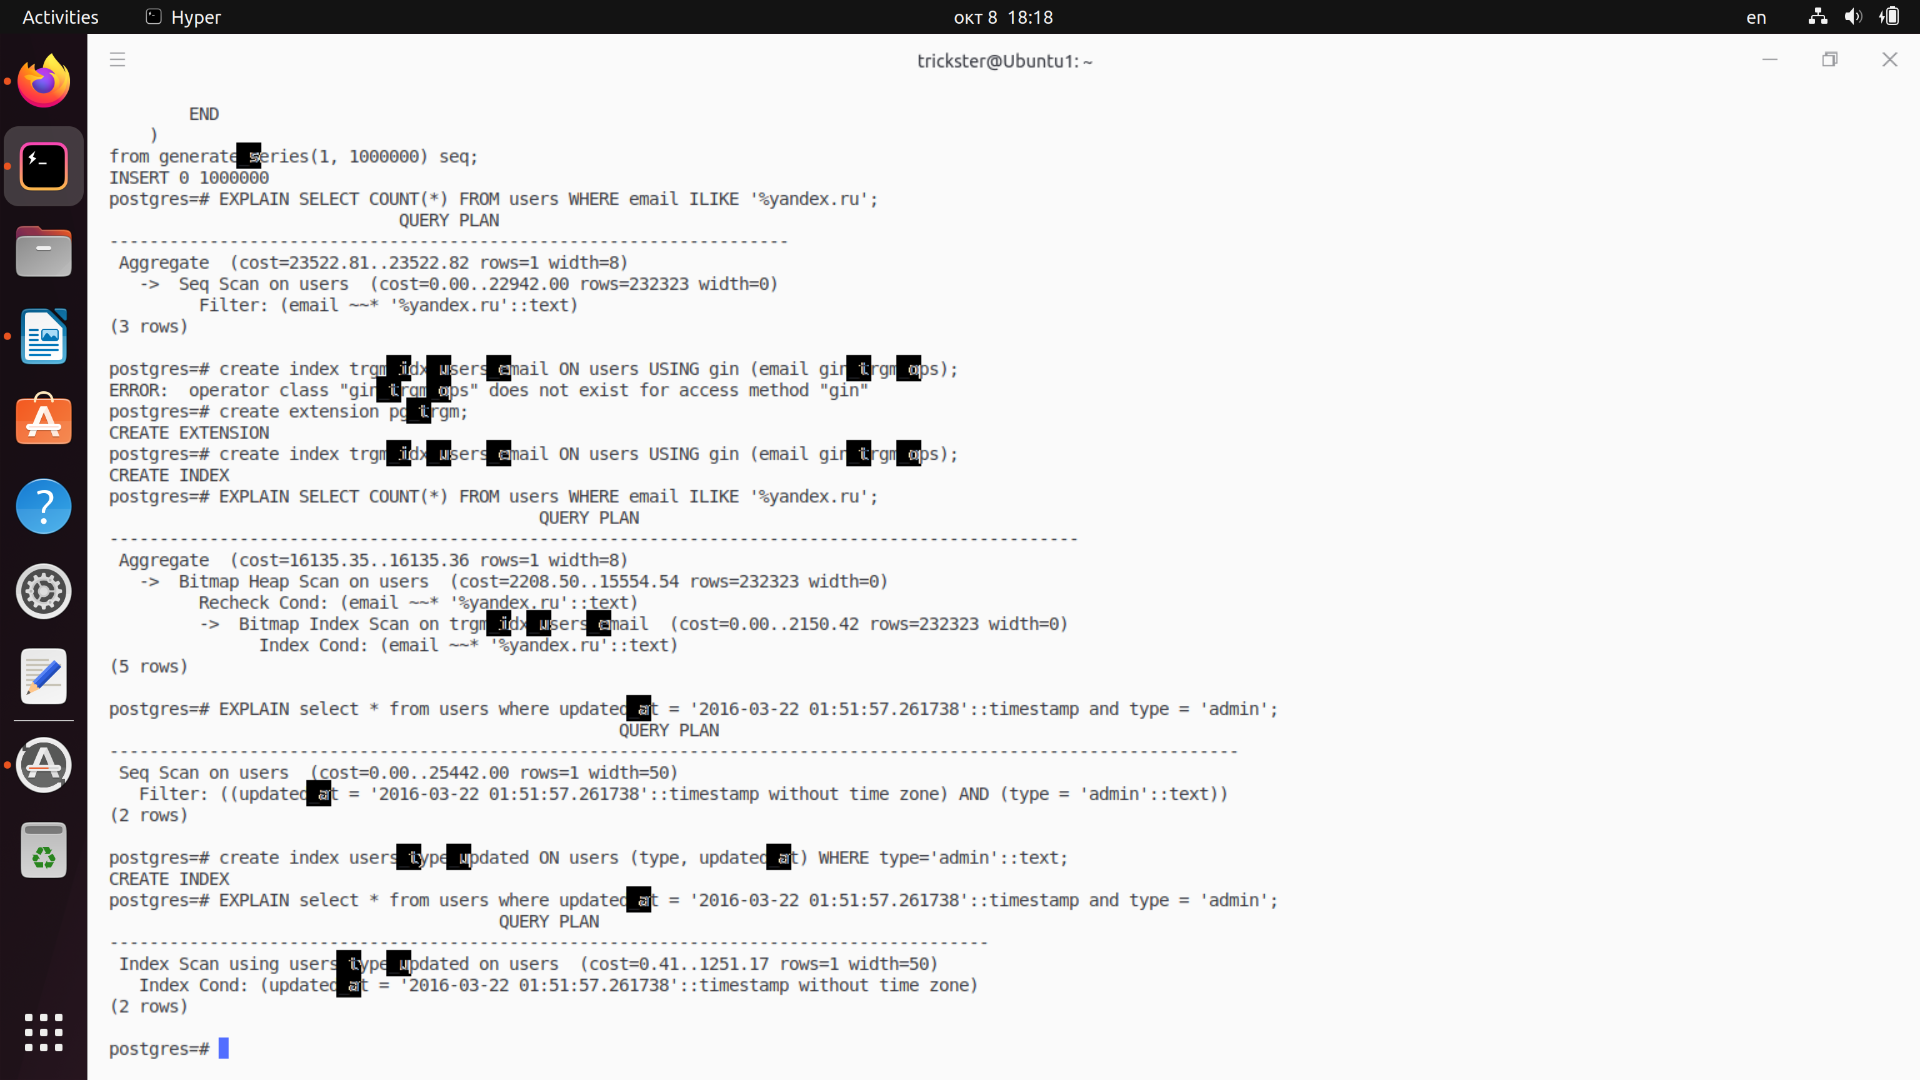 Activities
Hyper
окт 8 18:18
en
trickster@Ubuntu1: ~
END
)
from generate_series(1, 1000000) seq;
INSERT 0 1000000
postgres=# EXPLAIN SELECT COUNT(*) FROM users WHERE email ILIKE '%yandex.ru';
QUERY PLAN
--------------------------------------------------------------------
Aggregate  (cost=23522.81..23522.82 rows=1 width=8)
->  Seq Scan on users  (cost=0.00..22942.00 rows=232323 width=0)
Filter: (email ~~* '%yandex.ru'::text)
(3 rows)
postgres=# create index trgm_idx_users_email ON users USING gin (email gin_trgm_ops);
ERROR:  operator class "gin_trgm_ops" does not exist for access method "gin"
postgres=# create extension pg_trgm;
CREATE EXTENSION
postgres=# create index trgm_idx_users_email ON users USING gin (email gin_trgm_ops);
CREATE INDEX
postgres=# EXPLAIN SELECT COUNT(*) FROM users WHERE email ILIKE '%yandex.ru';
QUERY PLAN
-------------------------------------------------------------------------------------------------
Aggregate  (cost=16135.35..16135.36 rows=1 width=8)
->  Bitmap Heap Scan on users  (cost=2208.50..15554.54 rows=232323 width=0)
Recheck Cond: (email ~~* '%yandex.ru'::text)
->  Bitmap Index Scan on trgm_idx_users_email  (cost=0.00..2150.42 rows=232323 width=0)
Index Cond: (email ~~* '%yandex.ru'::text)
(5 rows)
postgres=# EXPLAIN select * from users where updated_at = '2016-03-22 01:51:57.261738'::timestamp and type = 'admin';
QUERY PLAN
-----------------------------------------------------------------------------------------------------------------
Seq Scan on users  (cost=0.00..25442.00 rows=1 width=50)
Filter: ((updated_at = '2016-03-22 01:51:57.261738'::timestamp without time zone) AND (type = 'admin'::text))
(2 rows)
postgres=# create index users_type_updated ON users (type, updated_at) WHERE type='admin'::text;
CREATE INDEX
postgres=# EXPLAIN select * from users where updated_at = '2016-03-22 01:51:57.261738'::timestamp and type = 'admin';
QUERY PLAN
----------------------------------------------------------------------------------------
Index Scan using users_type_updated on users  (cost=0.41..1251.17 rows=1 width=50)
Index Cond: (updated_at = '2016-03-22 01:51:57.261738'::timestamp without time zone)
(2 rows)
postgres=#